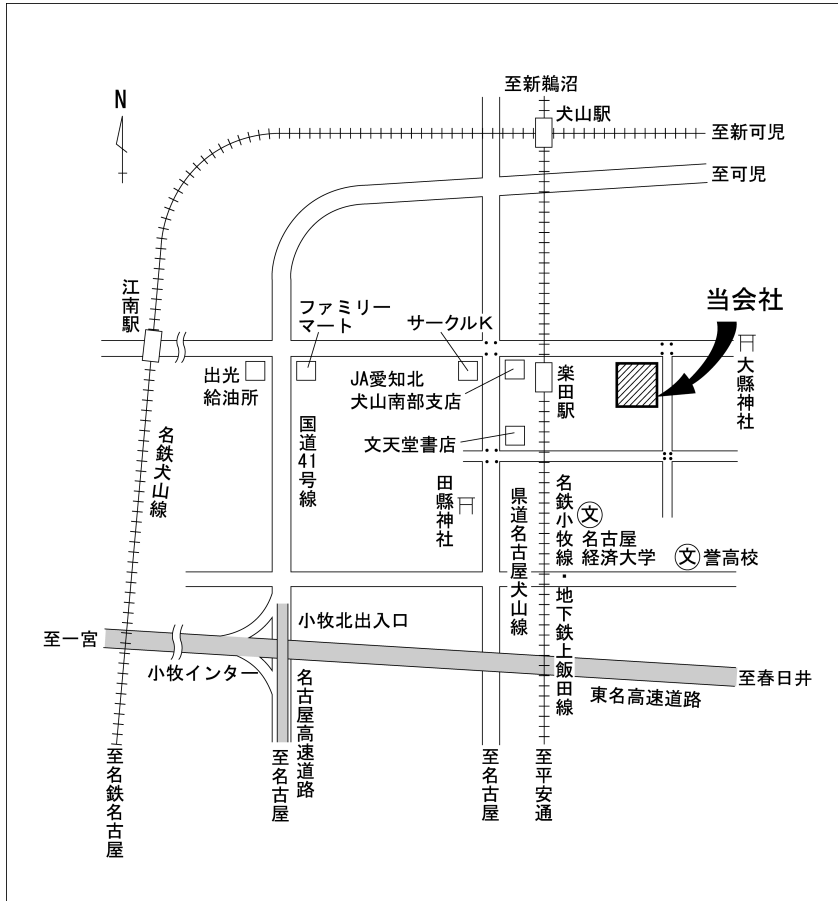 至新鵜沼
N
犬山駅
至新可児
至可児
当会社
江南駅
ファミリー
マート
サークルK
大縣神社
出光
給油所
JA愛知北
犬山南部支店
楽田駅
国道41号線
文天堂書店
名鉄犬山線
田縣神社
県道名古屋犬山線
名鉄小牧線・地下鉄上飯田線
文
名古屋
経済大学
文
誉高校
小牧北出入口
至一宮
小牧インター
名古屋高速道路
東名高速道路
至春日井
至名鉄名古屋
至名古屋
至名古屋
至平安通